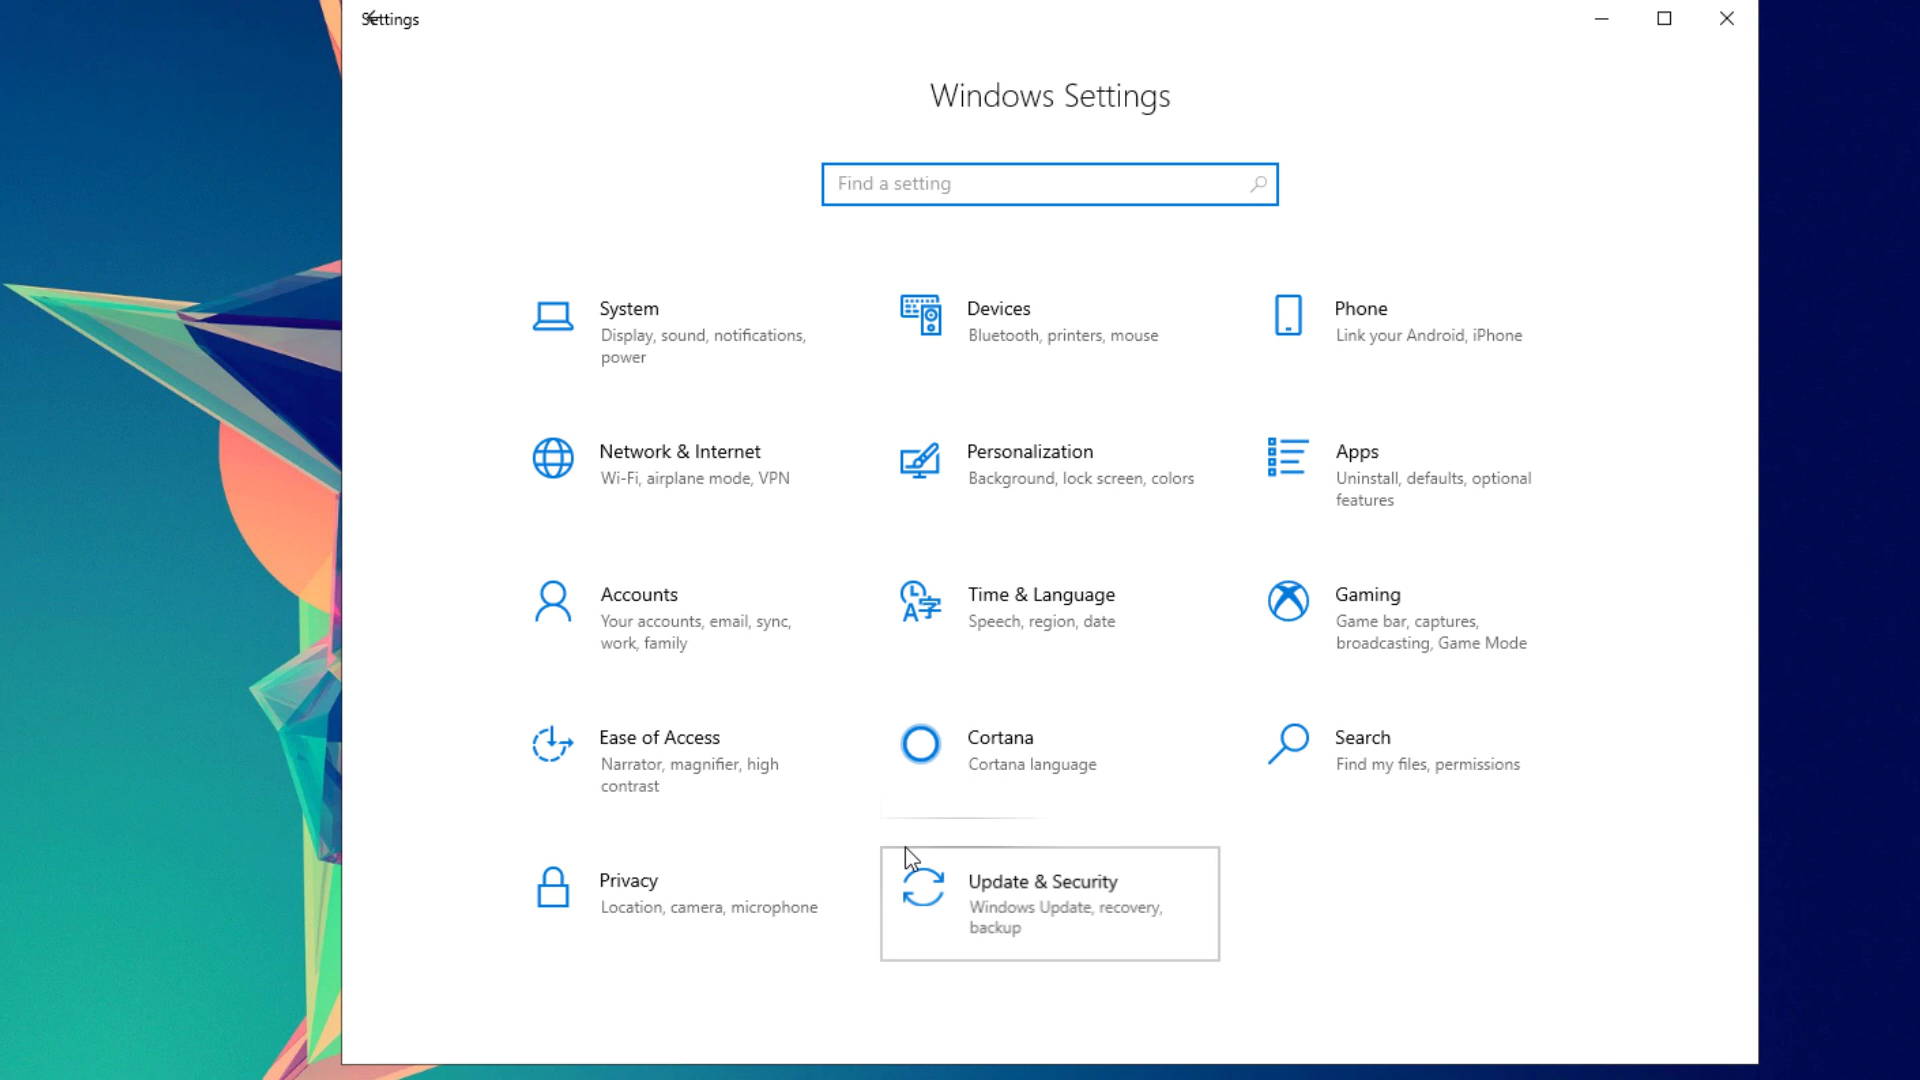 Settings
Windows Settings
Find a setting
System
Display, sound, notifications,
power
Devices
Bluetooth, printers, mouse
Phone
Link your Android, iPhone
Network & Internet
Wi-Fi, airplane mode, VPN
Personalization
Background, lock screen, colors
Apps
Uninstall, defaults, optional
features
Accounts
Your accounts, email, sync,
work, family
Time & Language
Speech, region, date
Gaming
Game bar, captures,
broadcasting, Game Mode
Ease of Access
Narrator, magnifier, high
contrast
Cortana
Cortana language
Search
Find my files, permissions
Privacy
Location, camera, microphone
Update & Security
Windows Update, recovery,
backup